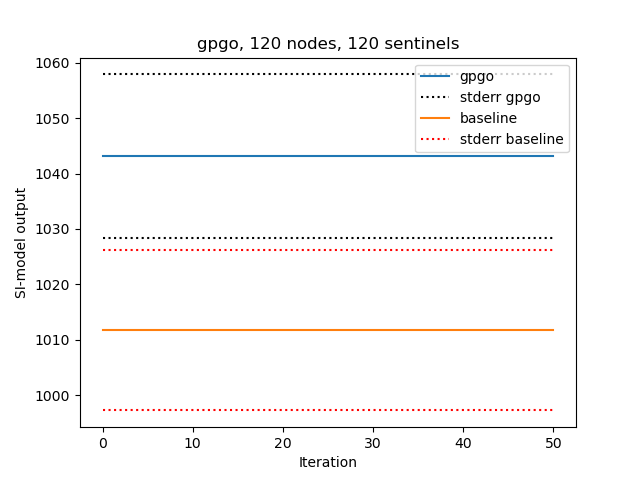 gpgo, 120 nodes, 120 sentinels
1060
1050
1040
1030
1020
1010
1000
SI-model output
gpgo
stderr gpgo
baseline
stderr baseline
0 10 20 30 40 50
Iteration